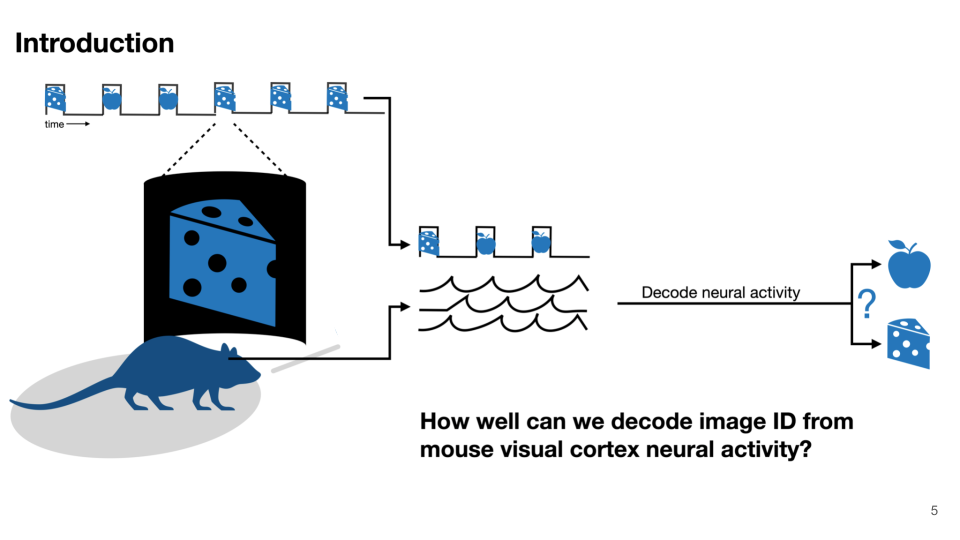 Introduction
time
Decode neural activity
?
How well can we decode image ID from
mouse visual cortex neural activity?
5